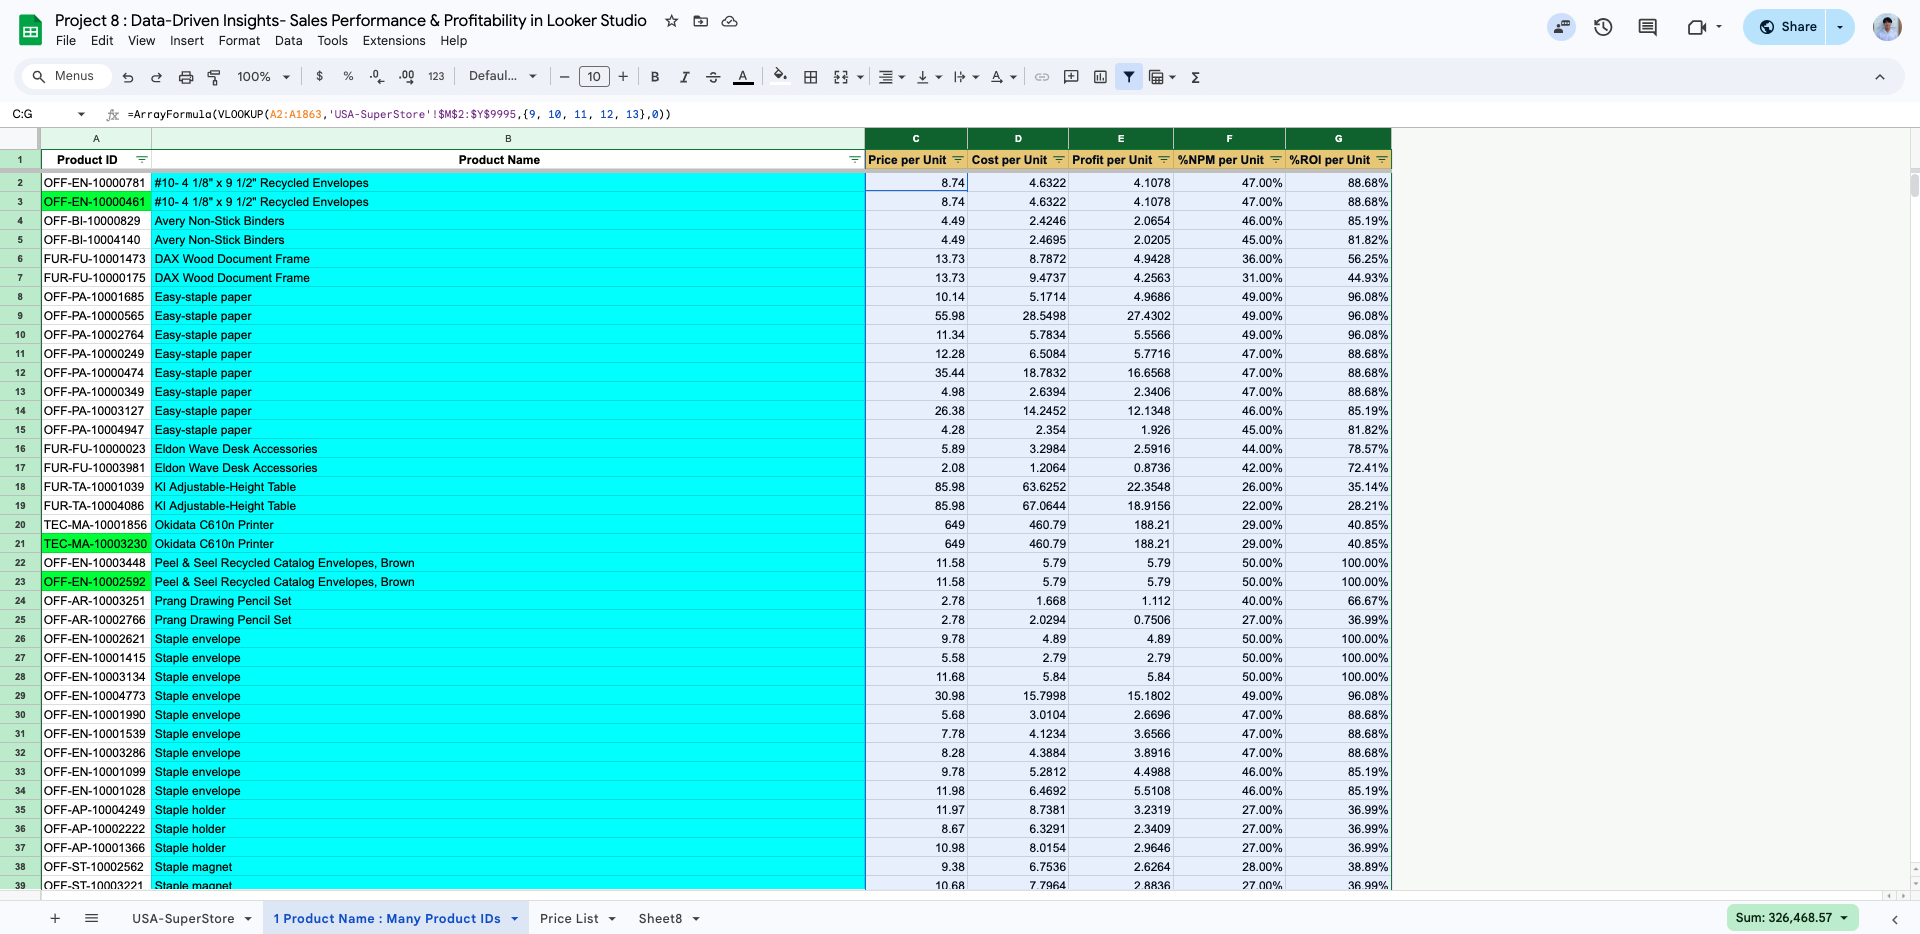 Project 8 : Data-Driven Insights- Sales Performance & Profitability in Looker Studio
File Edit View Insert Format Data Tools Extensions Help
Share
Menus 100% $ % .0 .00 123 Defaul... − 10 + B I A Σ
C:G fx =ArrayFormula(VLOOKUP(A2:A1863,'USA-SuperStore'!$M$2:$Y$9995,{9, 10, 11, 12, 13},0))
A B C D E F G
1 Product ID Product Name Price per Unit Cost per Unit Profit per Unit %NPM per Unit %ROI per Unit
2 OFF-EN-10000781 #10- 4 1/8" x 9 1/2" Recycled Envelopes 8.74 4.6322 4.1078 47.00% 88.68%
3 OFF-EN-10000461 #10- 4 1/8" x 9 1/2" Recycled Envelopes 8.74 4.6322 4.1078 47.00% 88.68%
4 OFF-BI-10000829 Avery Non-Stick Binders 4.49 2.4246 2.0654 46.00% 85.19%
5 OFF-BI-10004140 Avery Non-Stick Binders 4.49 2.4695 2.0205 45.00% 81.82%
6 FUR-FU-10001473 DAX Wood Document Frame 13.73 8.7872 4.9428 36.00% 56.25%
7 FUR-FU-10000175 DAX Wood Document Frame 13.73 9.4737 4.2563 31.00% 44.93%
8 OFF-PA-10001685 Easy-staple paper 10.14 5.1714 4.9686 49.00% 96.08%
9 OFF-PA-10000565 Easy-staple paper 55.98 28.5498 27.4302 49.00% 96.08%
10 OFF-PA-10002764 Easy-staple paper 11.34 5.7834 5.5566 49.00% 96.08%
11 OFF-PA-10000249 Easy-staple paper 12.28 6.5084 5.7716 47.00% 88.68%
12 OFF-PA-10000474 Easy-staple paper 35.44 18.7832 16.6568 47.00% 88.68%
13 OFF-PA-10000349 Easy-staple paper 4.98 2.6394 2.3406 47.00% 88.68%
14 OFF-PA-10003127 Easy-staple paper 26.38 14.2452 12.1348 46.00% 85.19%
15 OFF-PA-10004947 Easy-staple paper 4.28 2.354 1.926 45.00% 81.82%
16 FUR-FU-10000023 Eldon Wave Desk Accessories 5.89 3.2984 2.5916 44.00% 78.57%
17 FUR-FU-10003981 Eldon Wave Desk Accessories 2.08 1.2064 0.8736 42.00% 72.41%
18 FUR-TA-10001039 KI Adjustable-Height Table 85.98 63.6252 22.3548 26.00% 35.14%
19 FUR-TA-10004086 KI Adjustable-Height Table 85.98 67.0644 18.9156 22.00% 28.21%
20 TEC-MA-10001856 Okidata C610n Printer 649 460.79 188.21 29.00% 40.85%
21 TEC-MA-10003230 Okidata C610n Printer 649 460.79 188.21 29.00% 40.85%
22 OFF-EN-10003448 Peel & Seel Recycled Catalog Envelopes, Brown 11.58 5.79 5.79 50.00% 100.00%
23 OFF-EN-10002592 Peel & Seel Recycled Catalog Envelopes, Brown 11.58 5.79 5.79 50.00% 100.00%
24 OFF-AR-10003251 Prang Drawing Pencil Set 2.78 1.668 1.112 40.00% 66.67%
25 OFF-AR-10002766 Prang Drawing Pencil Set 2.78 2.0294 0.7506 27.00% 36.99%
26 OFF-EN-10002621 Staple envelope 9.78 4.89 4.89 50.00% 100.00%
27 OFF-EN-10001415 Staple envelope 5.58 2.79 2.79 50.00% 100.00%
28 OFF-EN-10003134 Staple envelope 11.68 5.84 5.84 50.00% 100.00%
29 OFF-EN-10004773 Staple envelope 30.98 15.7998 15.1802 49.00% 96.08%
30 OFF-EN-10001990 Staple envelope 5.68 3.0104 2.6696 47.00% 88.68%
31 OFF-EN-10001539 Staple envelope 7.78 4.1234 3.6566 47.00% 88.68%
32 OFF-EN-10003286 Staple envelope 8.28 4.3884 3.8916 47.00% 88.68%
33 OFF-EN-10001099 Staple envelope 9.78 5.2812 4.4988 46.00% 85.19%
34 OFF-EN-10001028 Staple envelope 11.98 6.4692 5.5108 46.00% 85.19%
35 OFF-AP-10004249 Staple holder 11.97 8.7381 3.2319 27.00% 36.99%
36 OFF-AP-10002222 Staple holder 8.67 6.3291 2.3409 27.00% 36.99%
37 OFF-AP-10001366 Staple holder 10.98 8.0154 2.9646 27.00% 36.99%
38 OFF-ST-10002562 Staple magnet 9.38 6.7536 2.6264 28.00% 38.89%
39 OFF-ST-10003221 Staple magnet 10.68 7.7964 2.8836 27.00% 36.99%
+ USA-SuperStore 1 Product Name : Many Product IDs Price List Sheet8 Sum: 326,468.57